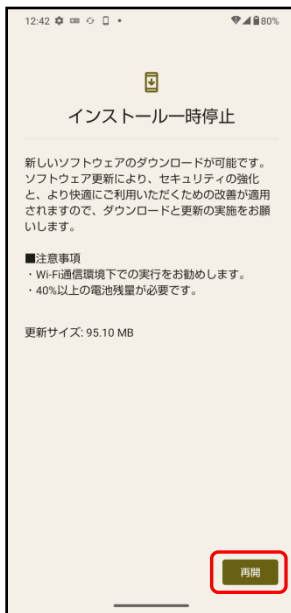 12:42 80%
インストール一時停止
新しいソフトウェアのダウンロードが可能です。
ソフトウェア更新により、セキュリティの強化
と、より快適にご利用いただくための改善が適用
されますので、ダウンロードと更新の実施をお願
いします。
■注意事項
・Wi-Fi通信環境下での実行をお勧めします。
・40%以上の電池残量が必要です。
更新サイズ: 95.10 MB
再開